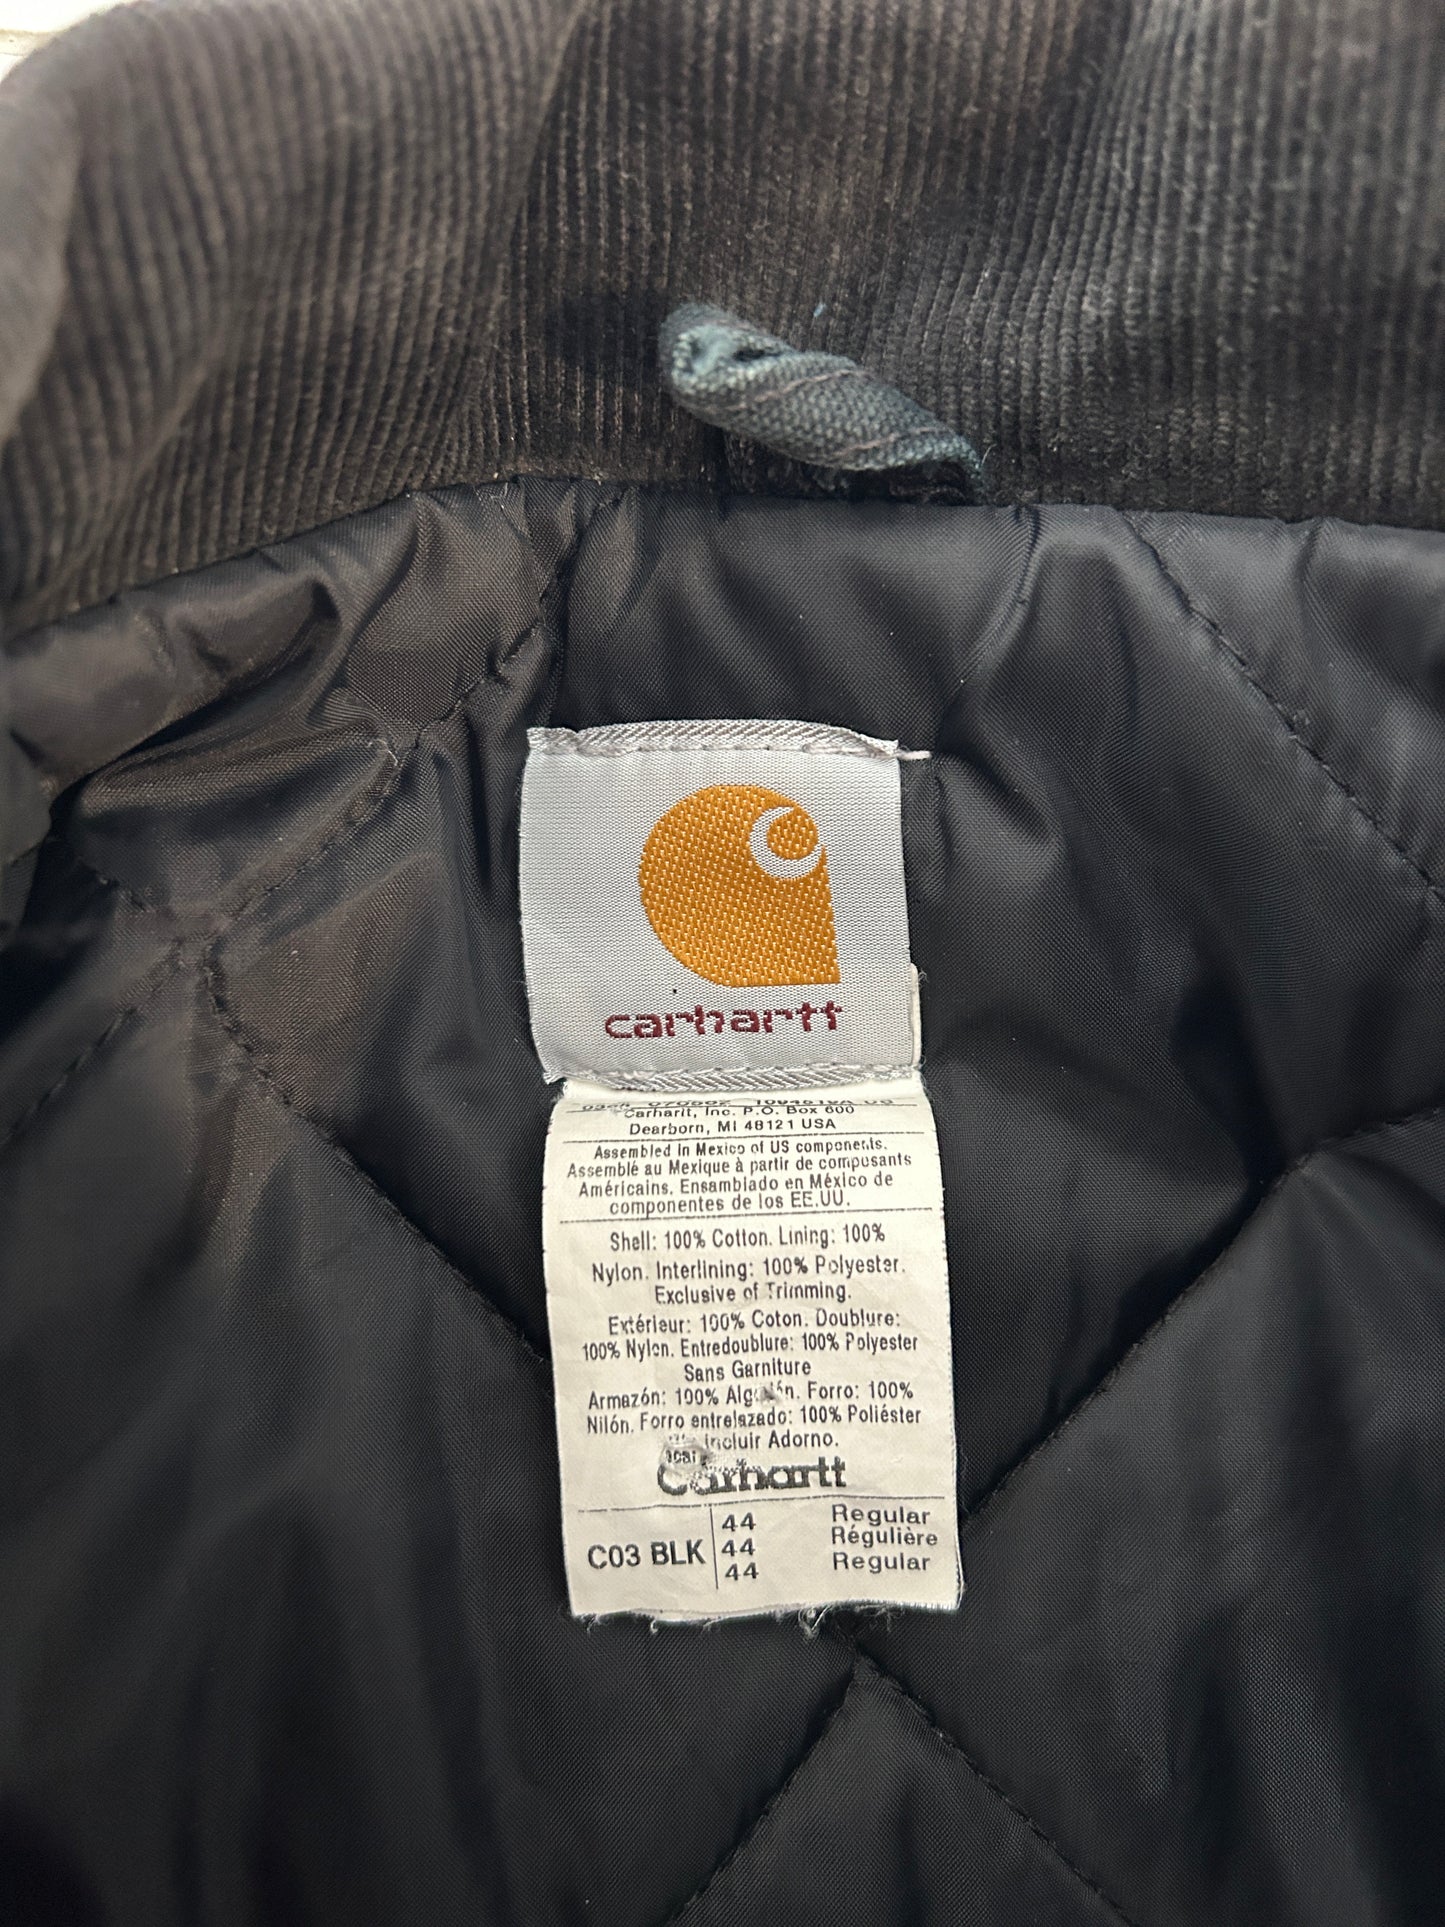 carhartt
Carhartt, Inc. P.O. Box 600
Dearborn, MI 48121 USA
Assembled in Mexico of US components.
Assemblé au Mexique à partir de composants
Américains. Ensamblado en México de
componentes de los EE.UU.
Shell: 100% Cotton. Lining: 100%
Nylon. Interlining: 100% Polyester.
Exclusive of Trimming.
Extérieur: 100% Coton. Doublure:
100% Nylon. Entredoublure: 100% Polyester
Sans Garniture
Armazón: 100% Algodón. Forro: 100%
Nilón. Forro entrelazado: 100% Poliéster
incluir Adorno.
Carhartt
C03 BLK
44 Regular
44 Régulière
44 Regular